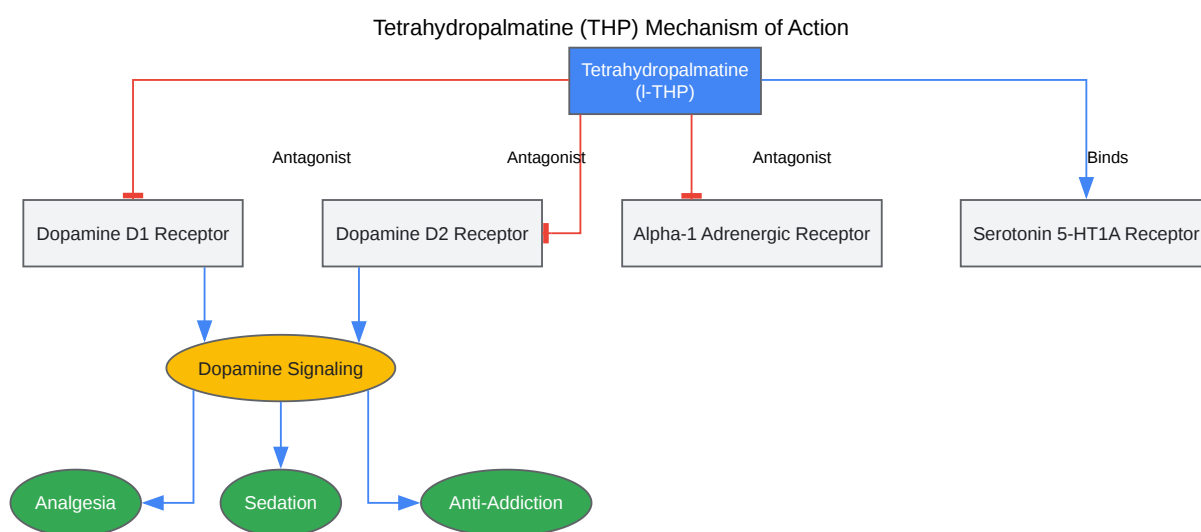 Tetrahydropalmatine (THP) Mechanism of Action
Tetrahydropalmatine
(l-THP)
Antagonist
Antagonist
Antagonist
Binds
Dopamine D1 Receptor
Dopamine D2 Receptor
Alpha-1 Adrenergic Receptor
Serotonin 5-HT1A Receptor
Dopamine Signaling
Analgesia
Sedation
Anti-Addiction